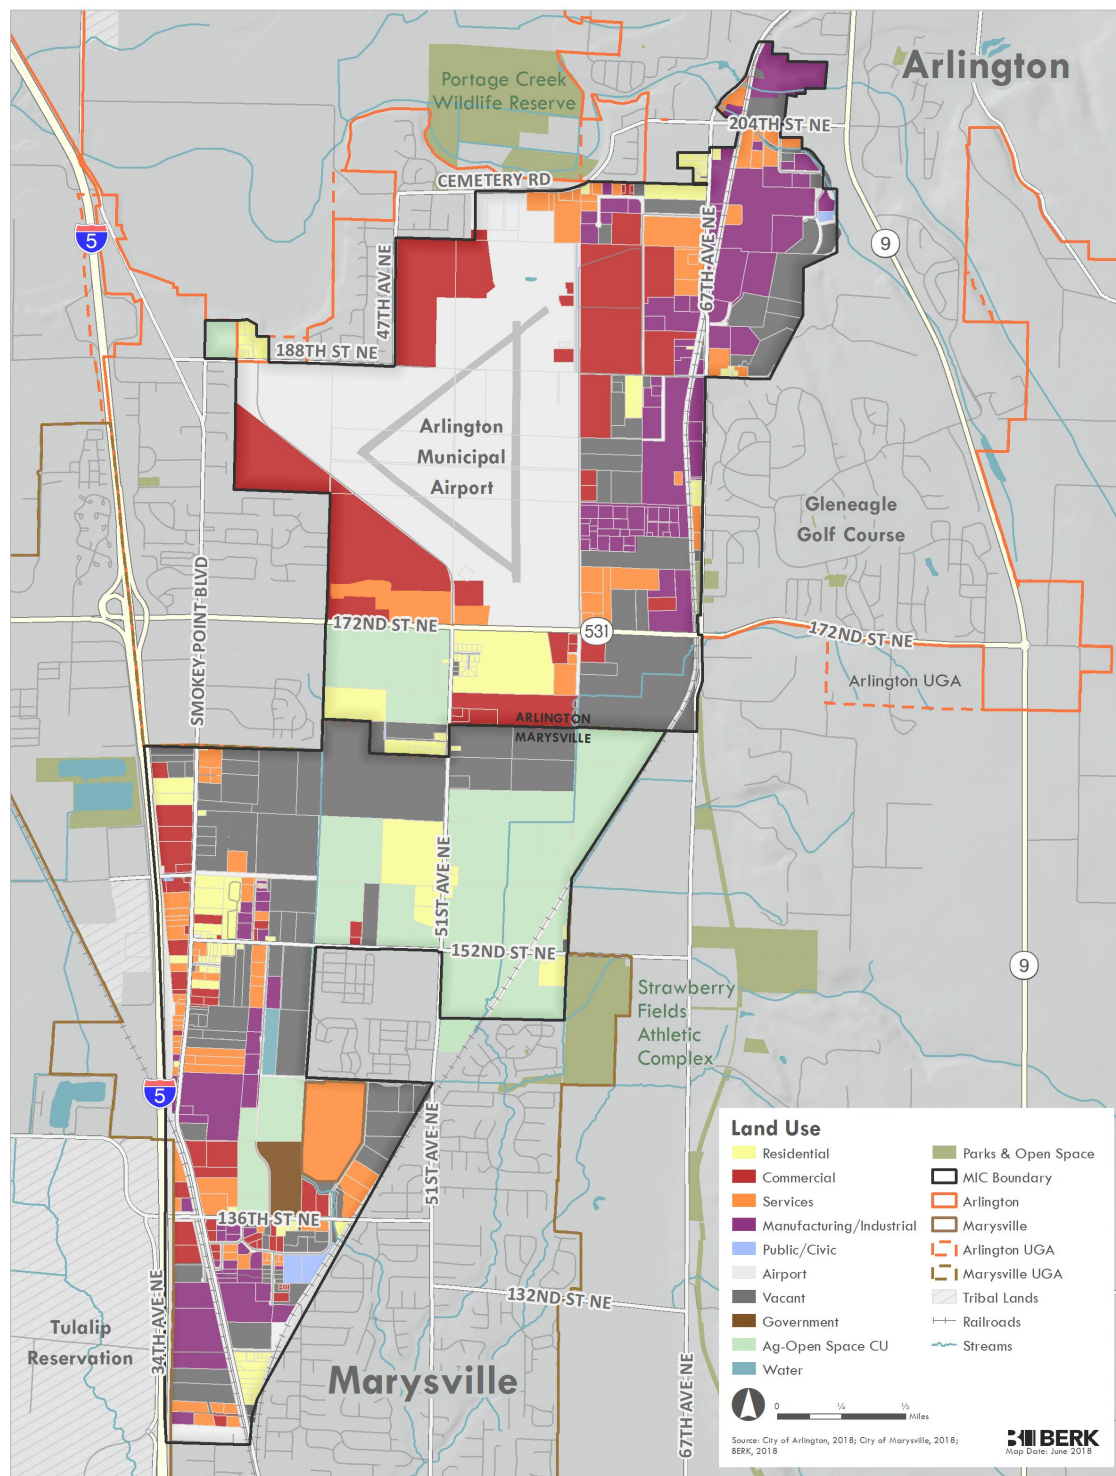 Arlington
Portage Creek
Wildlife Reserve
204TH ST NE
CEMETERY RD
5
9
47TH AV NE
67TH AVE NE
188TH ST NE
Arlington
Municipal
Airport
Gleneagle
Golf Course
SMOKEY POINT BLVD
172ND ST NE
531
172ND ST NE
Arlington UGA
ARLINGTON
MARYSVILLE
51ST AVE NE
152ND ST NE
9
Strawberry
Fields
Athletic
Complex
5
51ST AVE NE
136TH ST NE
132ND ST NE
34TH AVE NE
Tulalip
Reservation
Marysville
67TH AVE NE
Land Use
Residential
Commercial
Services
Manufacturing/Industrial
Public/Civic
Airport
Vacant
Government
Ag-Open Space CU
Water
Parks & Open Space
MIC Boundary
Arlington
Marysville
Arlington UGA
Marysville UGA
Tribal Lands
Railroads
Streams
0 ¼ ½
Miles
Source: City of Arlington, 2018; City of Marysville, 2018;
BERK, 2018
BERK
Map Date: June 2018